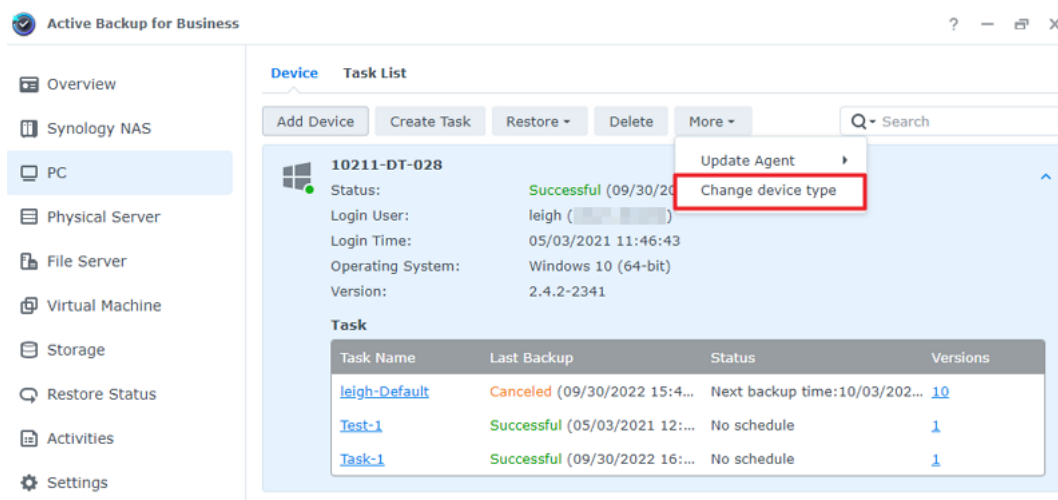 Active Backup for Business
?
Overview
Synology NAS
PC
Physical Server
File Server
Virtual Machine
Storage
Restore Status
Activities
Settings
Device Task List
Add Device Create Task Restore Delete More Search
Update Agent
Change device type
10211-DT-028
Status: Successful (09/30/20
Login User: leigh ( )
Login Time: 05/03/2021 11:46:43
Operating System: Windows 10 (64-bit)
Version: 2.4.2-2341
Task
Task Name Last Backup Status Versions
leigh-Default Canceled (09/30/2022 15:4... Next backup time:10/03/202... 10
Test-1 Successful (05/03/2021 12:... No schedule 1
Task-1 Successful (09/30/2022 16:... No schedule 1